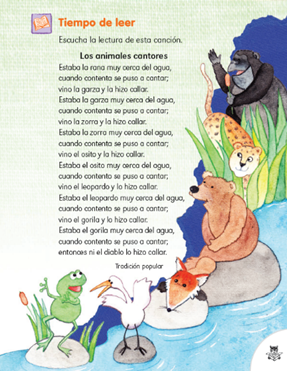 Tiempo de leer
Escucha la lectura de esta canción.
Los animales cantores
Estaba la rana muy cerca del agua,
cuando contenta se puso a cantar;
vino la garza y la hizo callar.
Estaba la garza muy cerca del agua,
cuando contenta se puso a cantar;
vino la zorra y la hizo callar.
Estaba la zorra muy cerca del agua,
cuando contenta se puso a cantar;
vino el osito y la hizo callar.
Estaba el osito muy cerca del agua,
cuando contento se puso a cantar;
vino el leopardo y lo hizo callar.
Estaba el leopardo muy cerca del agua,
cuando contento se puso a cantar;
vino el gorila y lo hizo callar.
Estaba el gorila muy cerca del agua,
cuando contento se puso a cantar;
entonces ni el diablo lo hizo callar.
Tradición popular